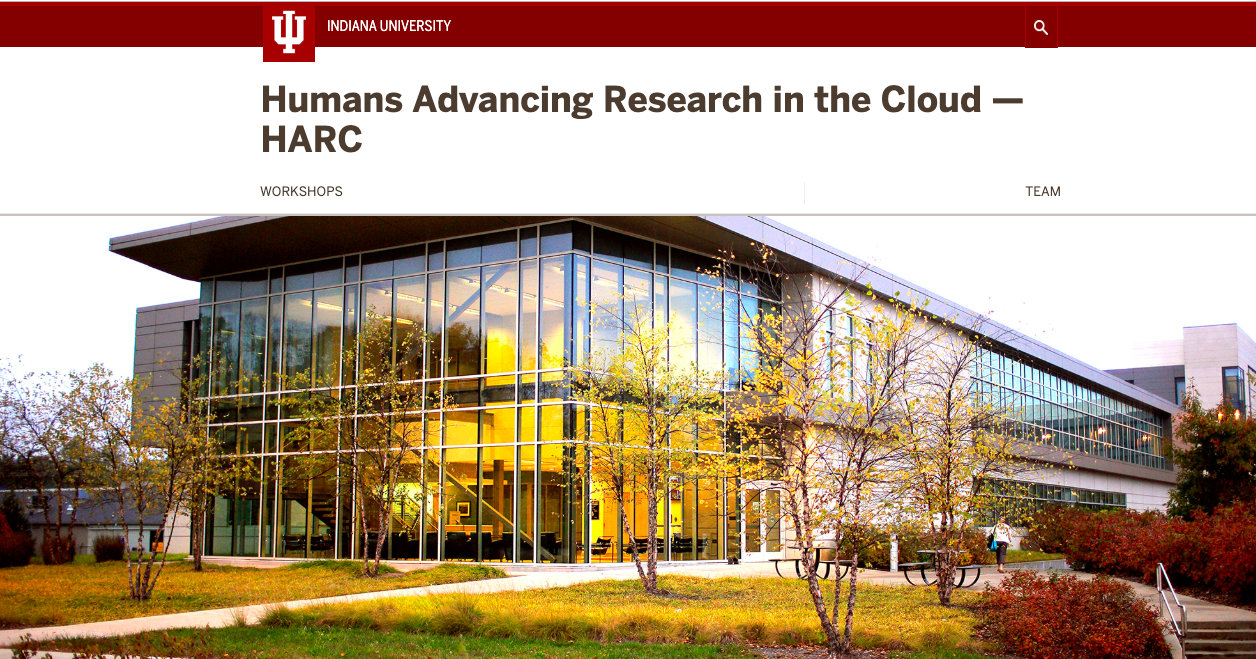 INDIANA UNIVERSITY
Humans Advancing Research in the Cloud —
HARC
WORKSHOPS
TEAM